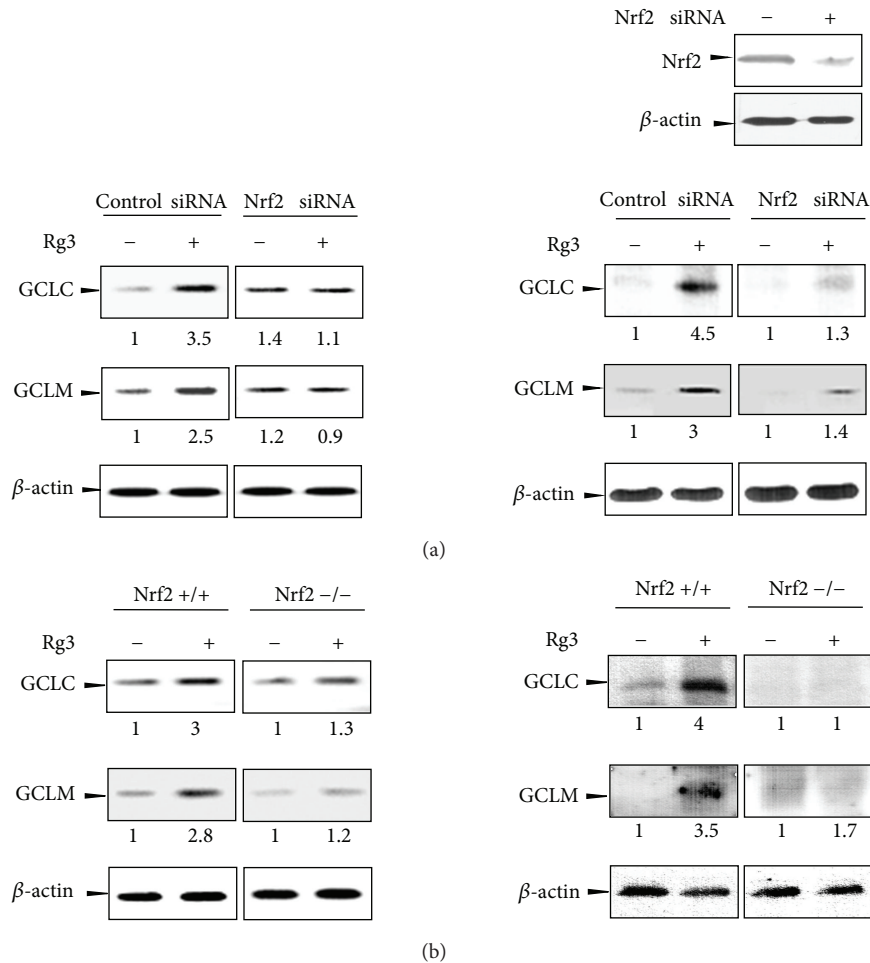 Nrf2 siRNA − +
Nrf2
β-actin
Control siRNA Nrf2 siRNA
Rg3 − + − +
GCLC
1 3.5 1.4 1.1
GCLM
1 2.5 1.2 0.9
β-actin
Control siRNA Nrf2 siRNA
Rg3 − + − +
GCLC
1 4.5 1 1.3
GCLM
1 3 1 1.4
β-actin
(a)
Nrf2 +/+ Nrf2 −/−
Rg3 − + − +
GCLC
1 3 1 1.3
GCLM
1 2.8 1 1.2
β-actin
Nrf2 +/+ Nrf2 −/−
Rg3 − + − +
GCLC
1 4 1 1
GCLM
1 3.5 1 1.7
β-actin
(b)